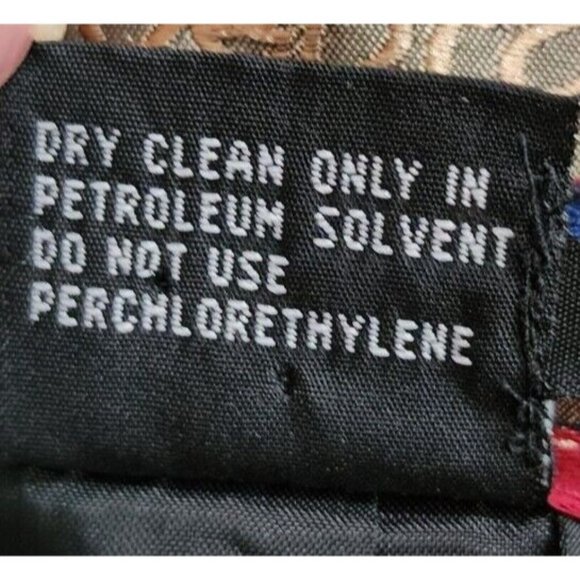 DRY CLEAN ONLY IN
PETROLEUM SOLVENT
DO NOT USE
PERCHLORETHYLENE